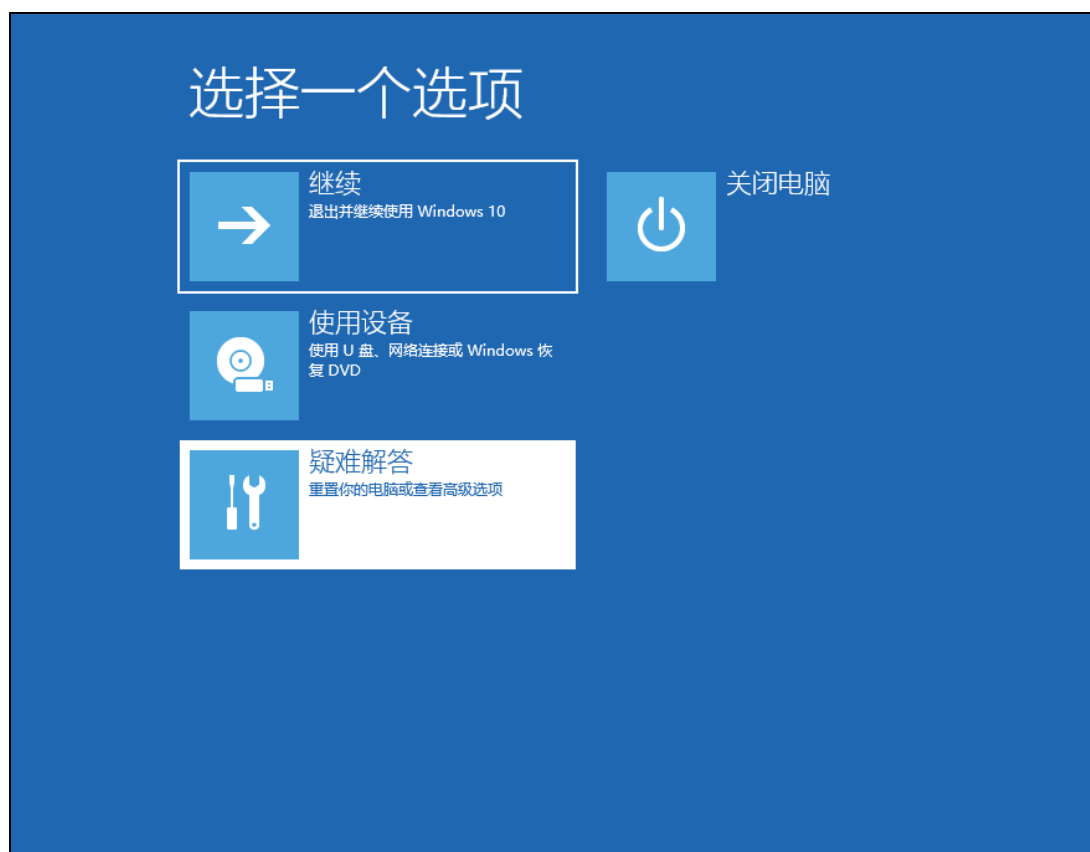 选择一个选项
继续
退出并继续使用 Windows 10
关闭电脑
使用设备
使用 U 盘、网络连接或 Windows 恢
复 DVD
疑难解答
重置你的电脑或查看高级选项